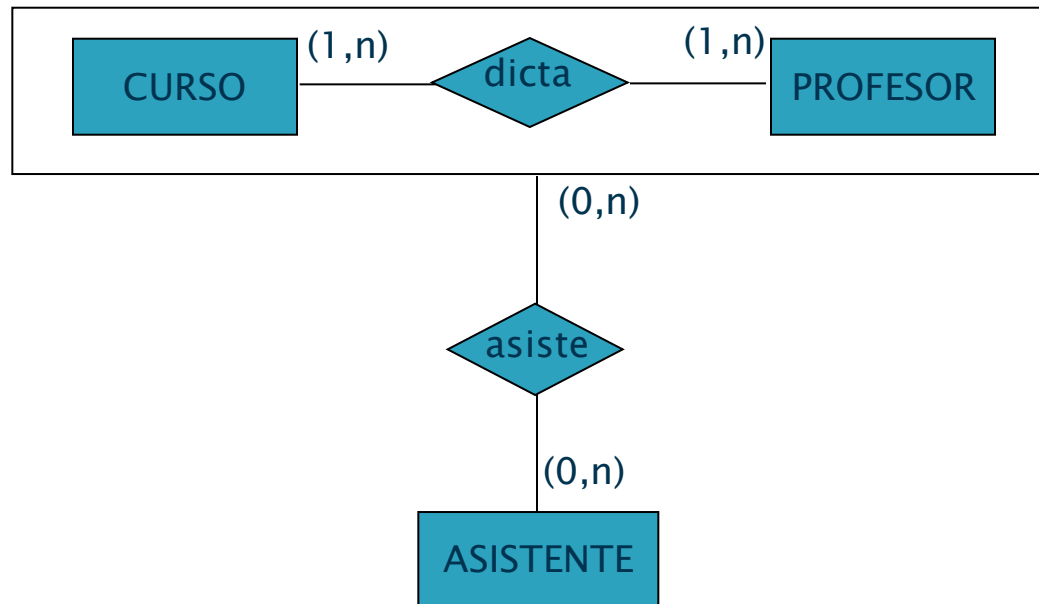 (1,n)
(1,n)
CURSO
dicta
PROFESOR
(0,n)
asiste
(0,n)
ASISTENTE